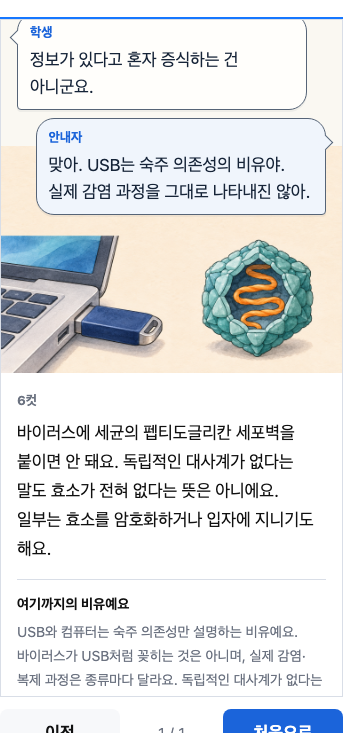 학생
정보가 있다고 혼자 증식하는 건
아니군요.
안내자
맞아. USB는 숙주 의존성의 비유야.
실제 감염 과정을 그대로 나타내진 않아.
6컷
바이러스에 세균의 펩티도글리칸 세포벽을
붙이면 안 돼요. 독립적인 대사계가 없다는
말도 효소가 전혀 없다는 뜻은 아니에요.
일부는 효소를 암호화하거나 입자에 지니기도
해요.
여기까지의 비유예요
USB와 컴퓨터는 숙주 의존성만 설명하는 비유예요.
바이러스가 USB처럼 꽂히는 것은 아니며, 실제 감염·
복제 과정은 종류마다 달라요. 독립적인 대사계가 없다는
이전
1 / 1
처음으로